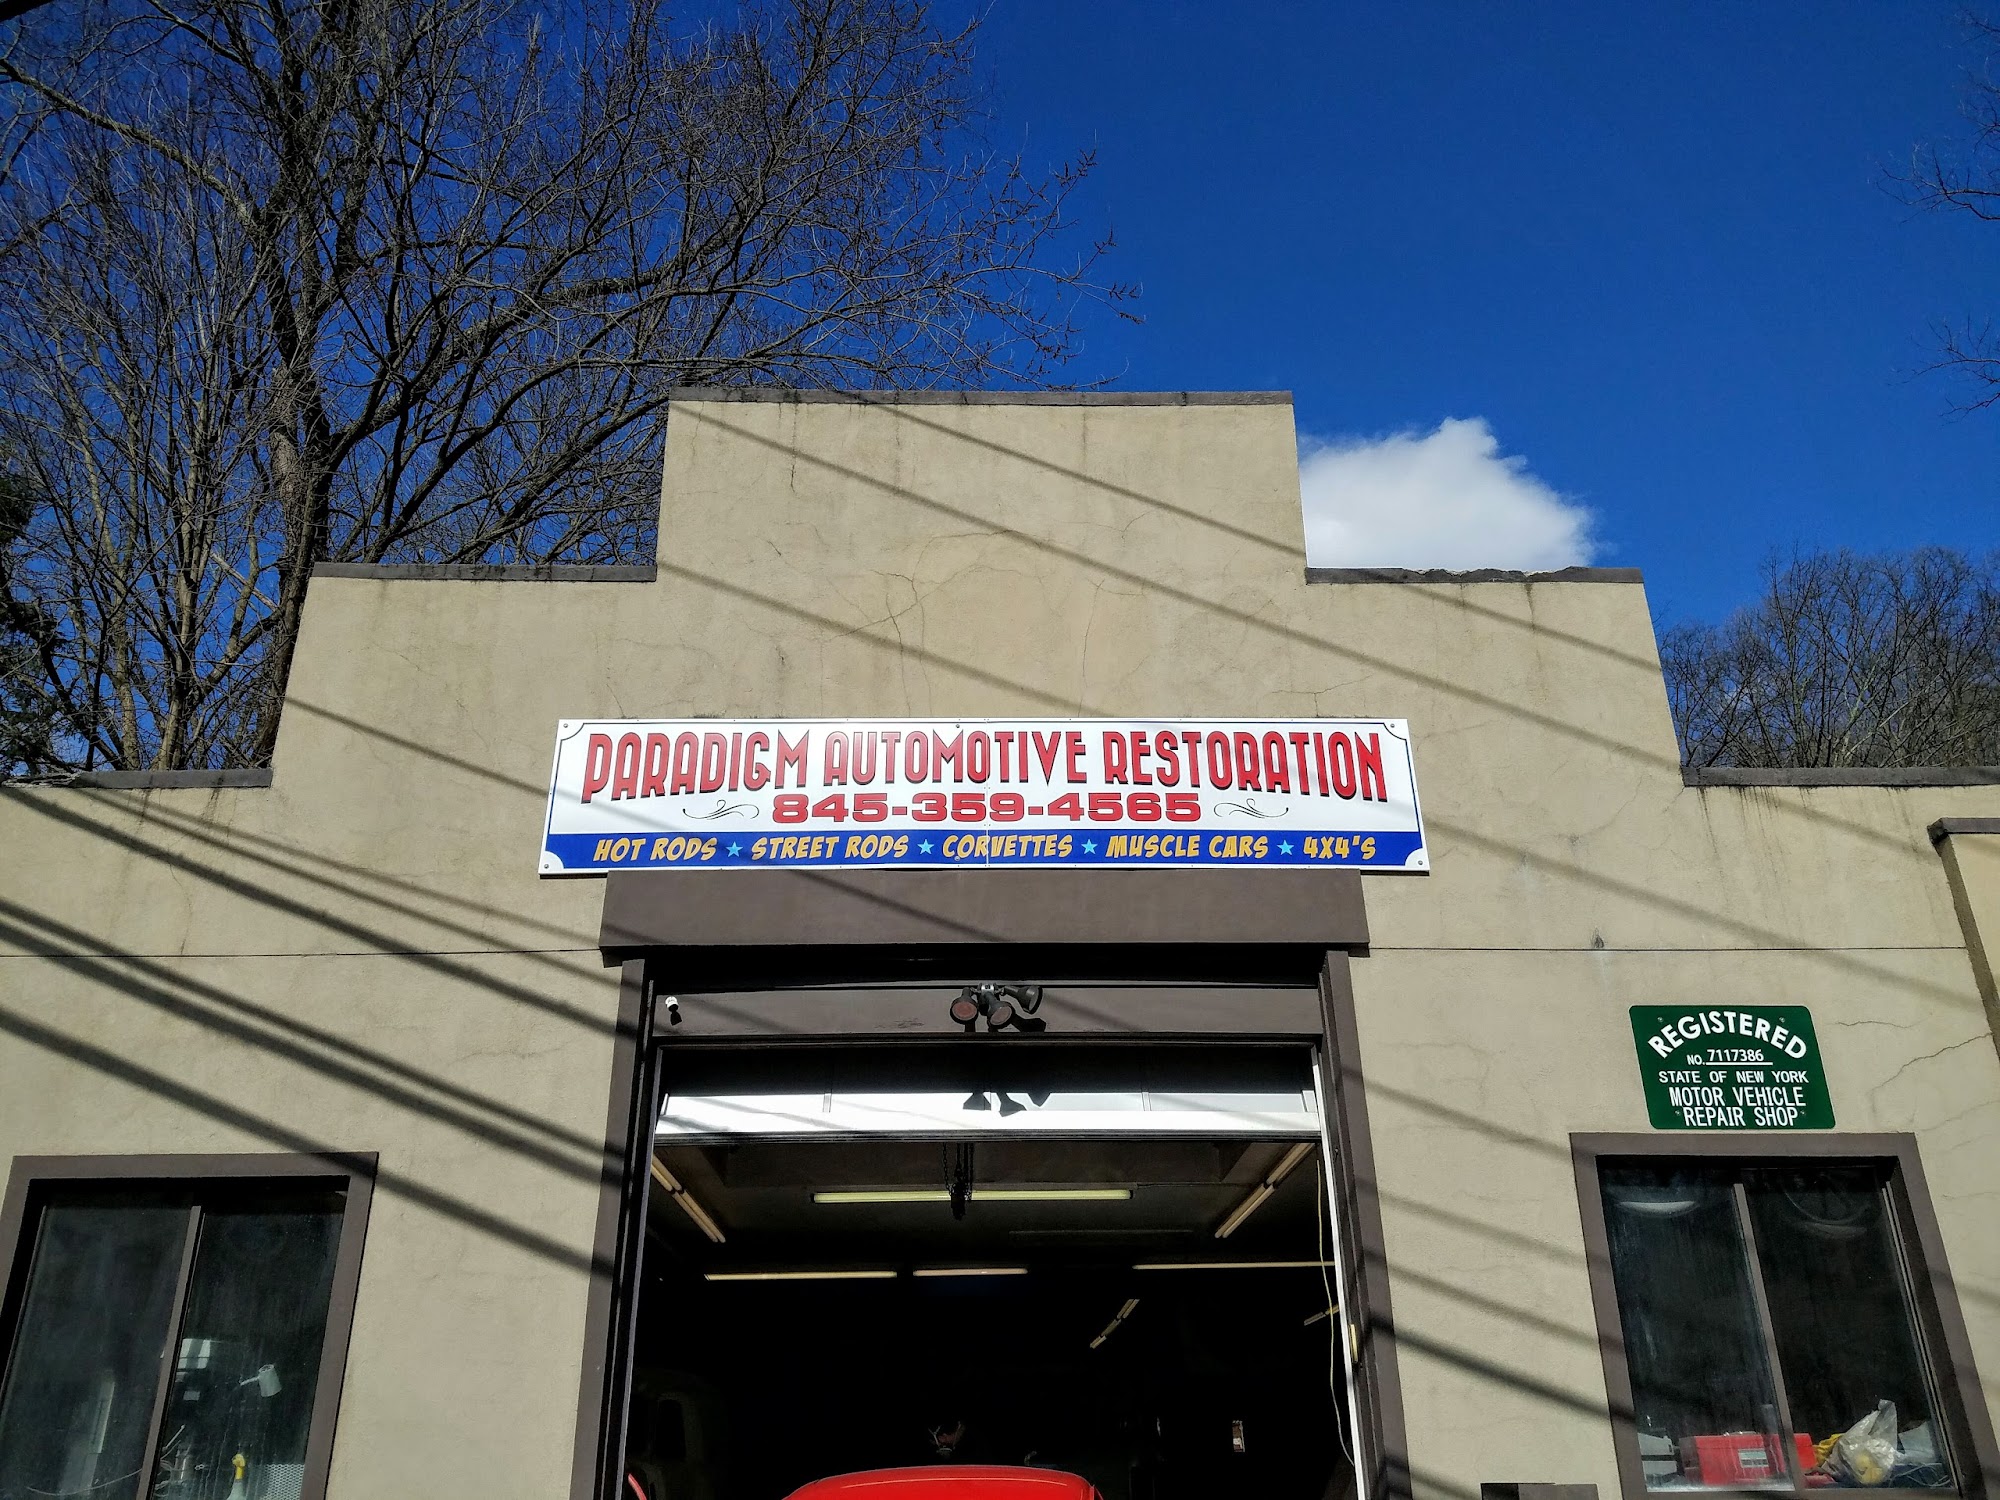 PARADIGM AUTOMOTIVE RESTORATION
845-359-4565
HOT RODS ★ STREET RODS ★ CORVETTES ★ MUSCLE CARS ★ 4X4'S
REGISTERED
NO. 7117386
STATE OF NEW YORK
MOTOR VEHICLE
REPAIR SHOP